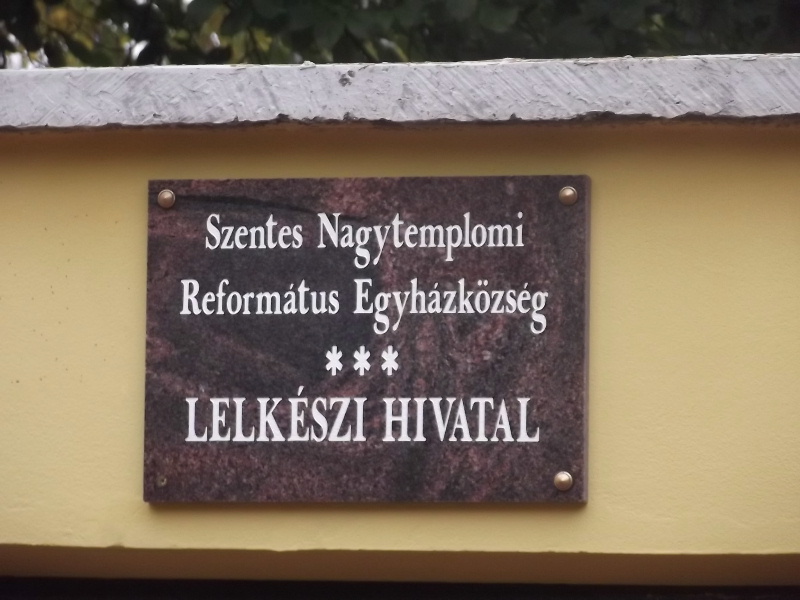 Szentes Nagytemplomi
Református Egyházközség
***
LELKÉSZI HIVATAL